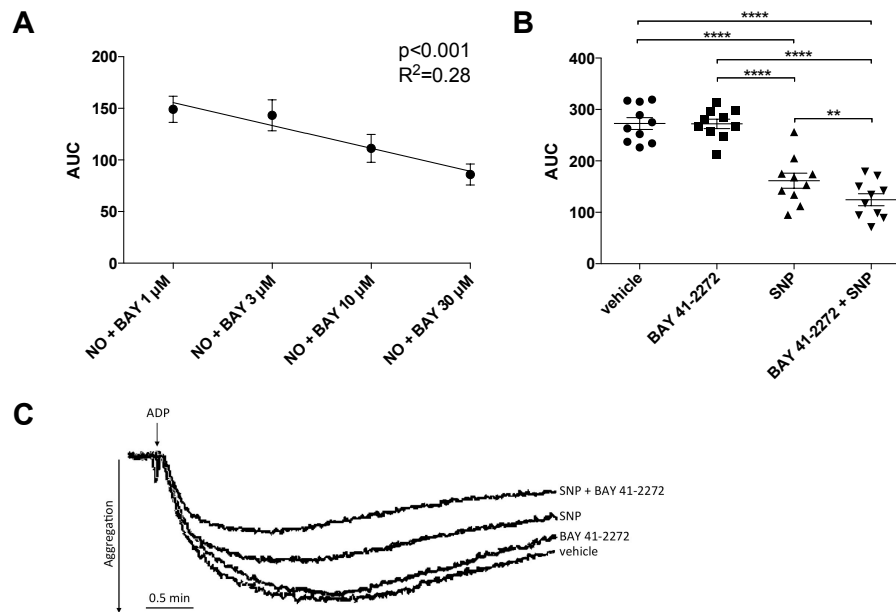 A
p<0.001
R²=0.28
AUC
200
150
100
50
0
NO + BAY 1 µM
NO + BAY 3 µM
NO + BAY 10 µM
NO + BAY 30 µM
B
****
****
****
****
**
AUC
400
300
200
100
0
vehicle
BAY 41-2272
SNP
BAY 41-2272 + SNP
C
ADP
Aggregation
0.5 min
SNP + BAY 41-2272
SNP
BAY 41-2272
vehicle